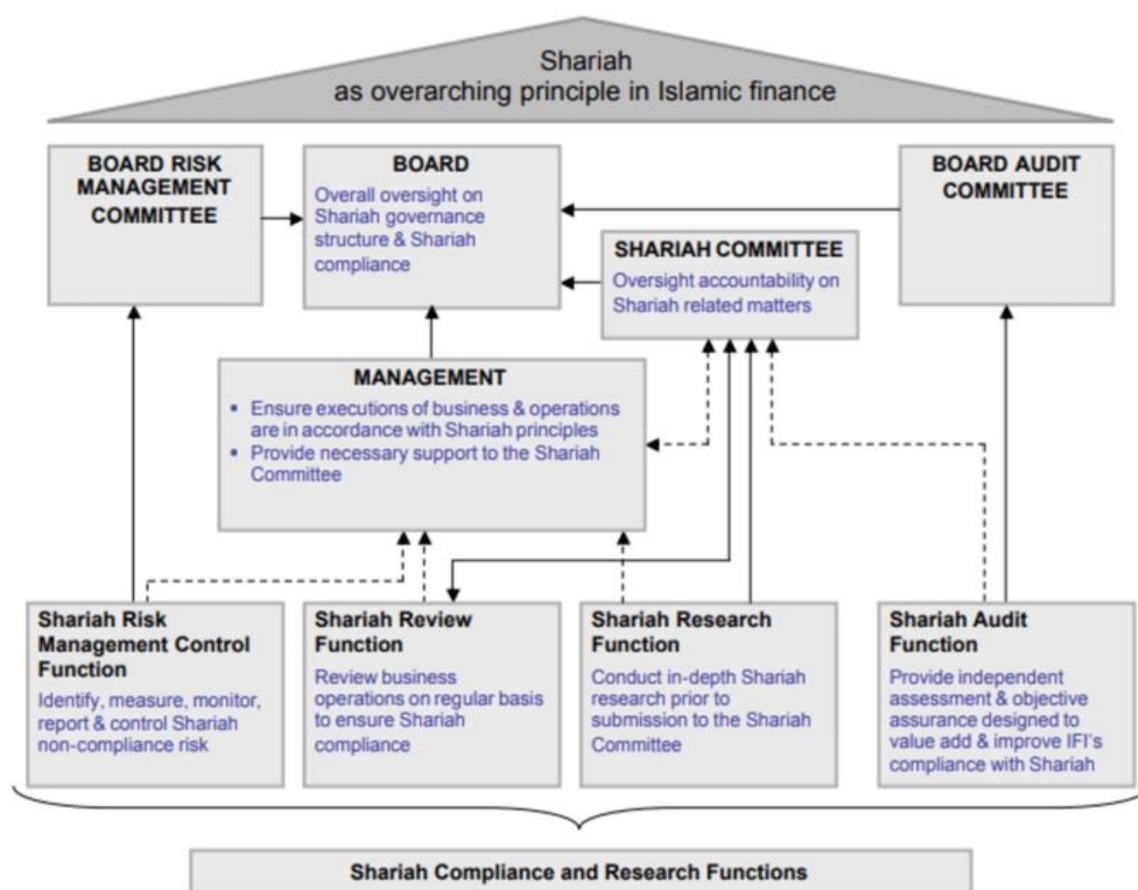 Shariah
as overarching principle in Islamic finance
BOARD RISK
MANAGEMENT
COMMITTEE
BOARD
Overall oversight on
Shariah governance
structure & Shariah
compliance
BOARD AUDIT
COMMITTEE
SHARIAH COMMITTEE
Oversight accountability on
Shariah related matters
MANAGEMENT
▪ Ensure executions of business & operations
are in accordance with Shariah principles
▪ Provide necessary support to the Shariah
Committee
Shariah Risk
Management Control
Function
Identify, measure, monitor,
report & control Shariah
non-compliance risk
Shariah Review
Function
Review business
operations on regular basis
to ensure Shariah
compliance
Shariah Research
Function
Conduct in-depth Shariah
research prior to
submission to the Shariah
Committee
Shariah Audit
Function
Provide independent
assessment & objective
assurance designed to
value add & improve IFI's
compliance with Shariah
Shariah Compliance and Research Functions